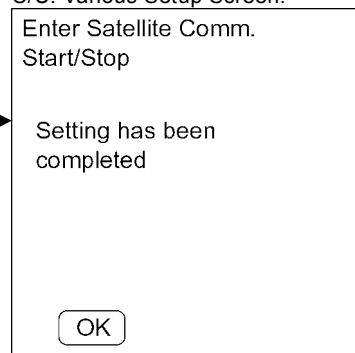 Various Setup Screen.
Enter Satellite Comm.
Start/Stop
Setting has been
completed
OK